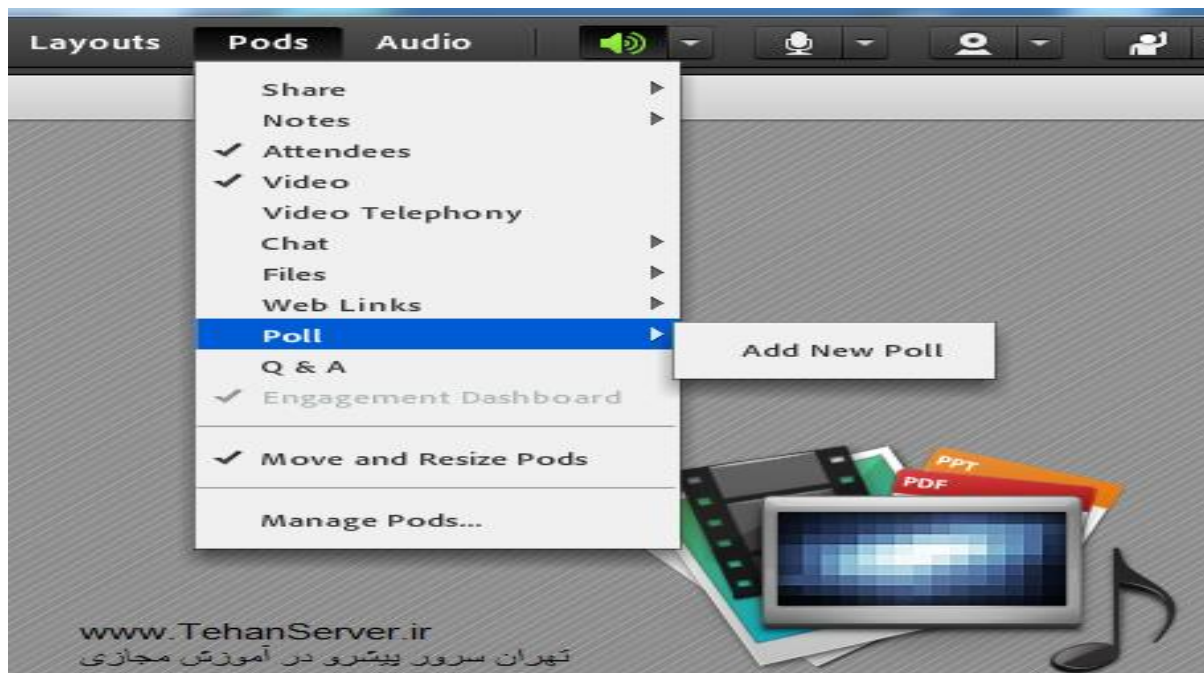 Layouts Pods Audio
Share
Notes
Attendees
Video
Video Telephony
Chat
Files
Web Links
Poll
Add New Poll
Q & A
Engagement Dashboard
Move and Resize Pods
Manage Pods...
PPT
PDF
www.TehanServer.ir
تهران سرور پیشرو در آموزش مجازی